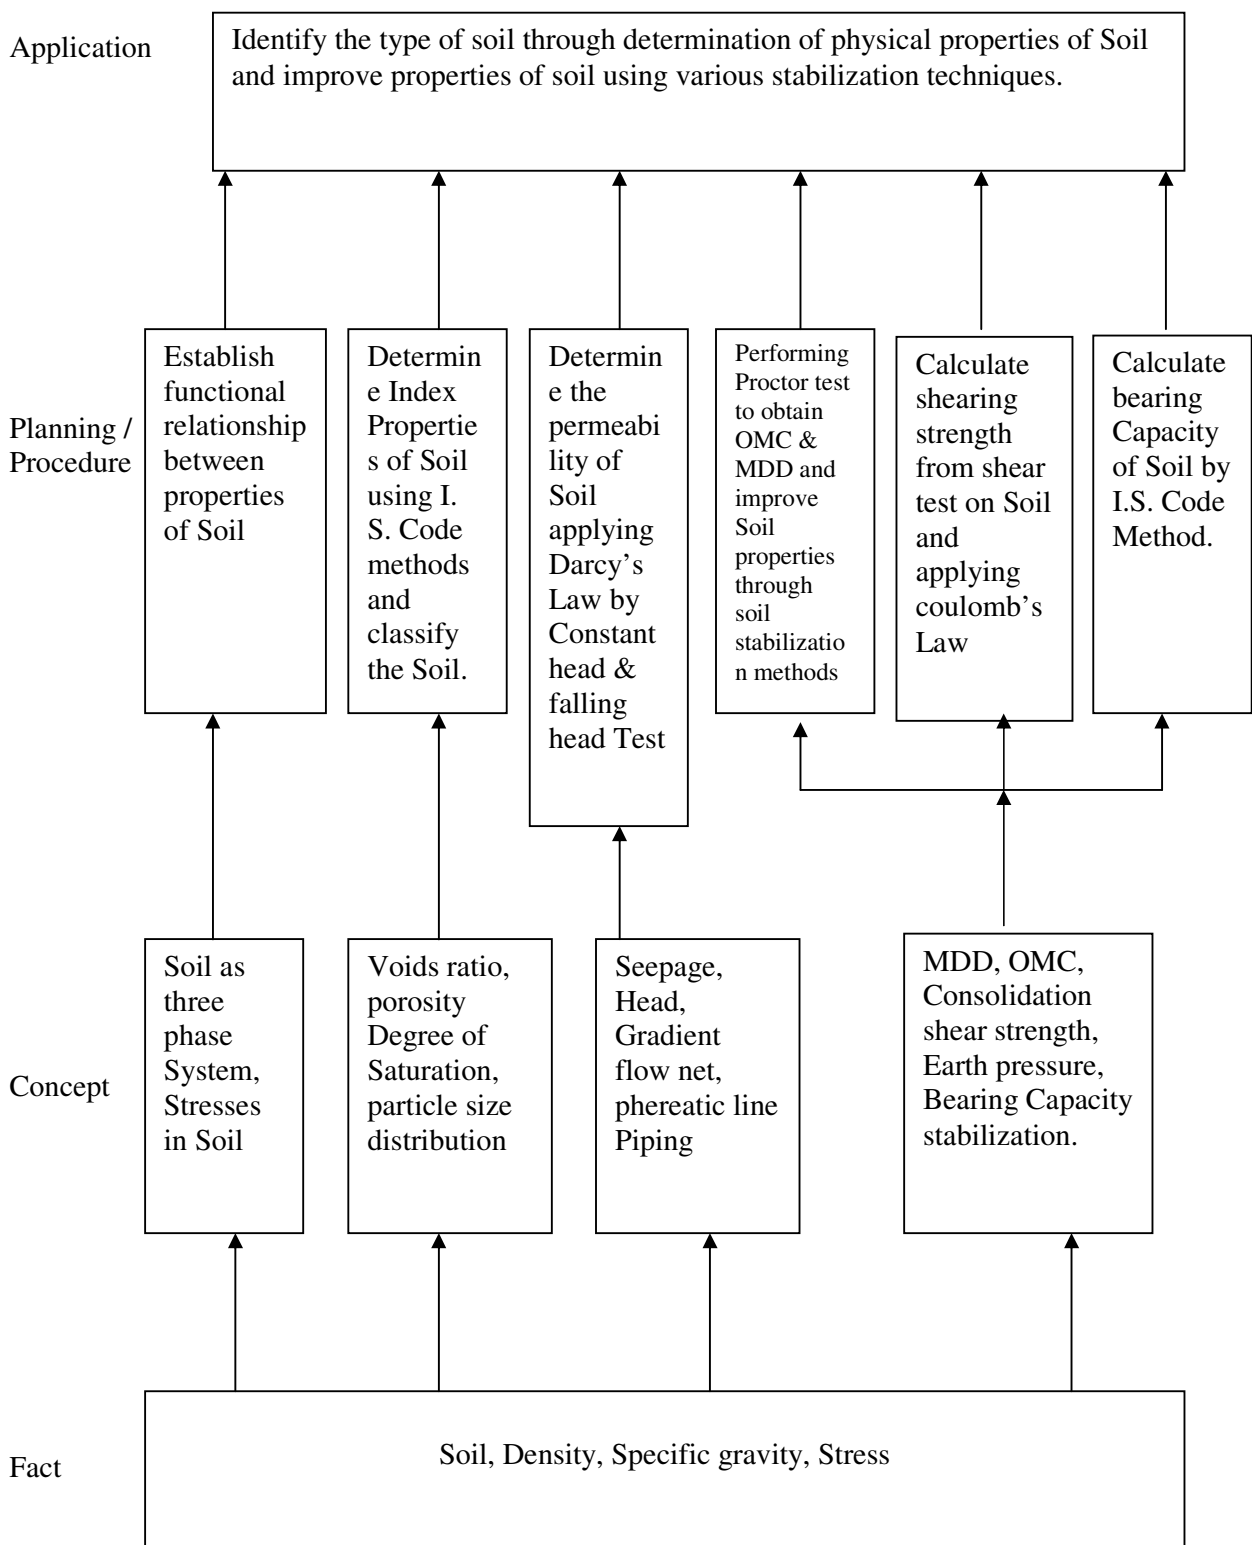 Application
Identify the type of soil through determination of physical properties of Soil
and improve properties of soil using various stabilization techniques.
Planning /
Procedure
Establish
functional
relationship
between
properties
of Soil
Determin
e Index
Propertie
s of Soil
using I.
S. Code
methods
and
classify
the Soil.
Determin
e the
permeabi
lity of
Soil
applying
Darcy’s
Law by
Constant
head &
falling
head Test
Performing
Proctor test
to obtain
OMC &
MDD and
improve
Soil
properties
through
soil
stabilizatio
n methods
Calculate
shearing
strength
from shear
test on Soil
and
applying
coulomb’s
Law
Calculate
bearing
Capacity
of Soil by
I.S. Code
Method.
Concept
Soil as
three
phase
System,
Stresses
in Soil
Voids ratio,
porosity
Degree of
Saturation,
particle size
distribution
Seepage,
Head,
Gradient
flow net,
phereatic line
Piping
MDD, OMC,
Consolidation
shear strength,
Earth pressure,
Bearing Capacity
stabilization.
Fact
Soil, Density, Specific gravity, Stress